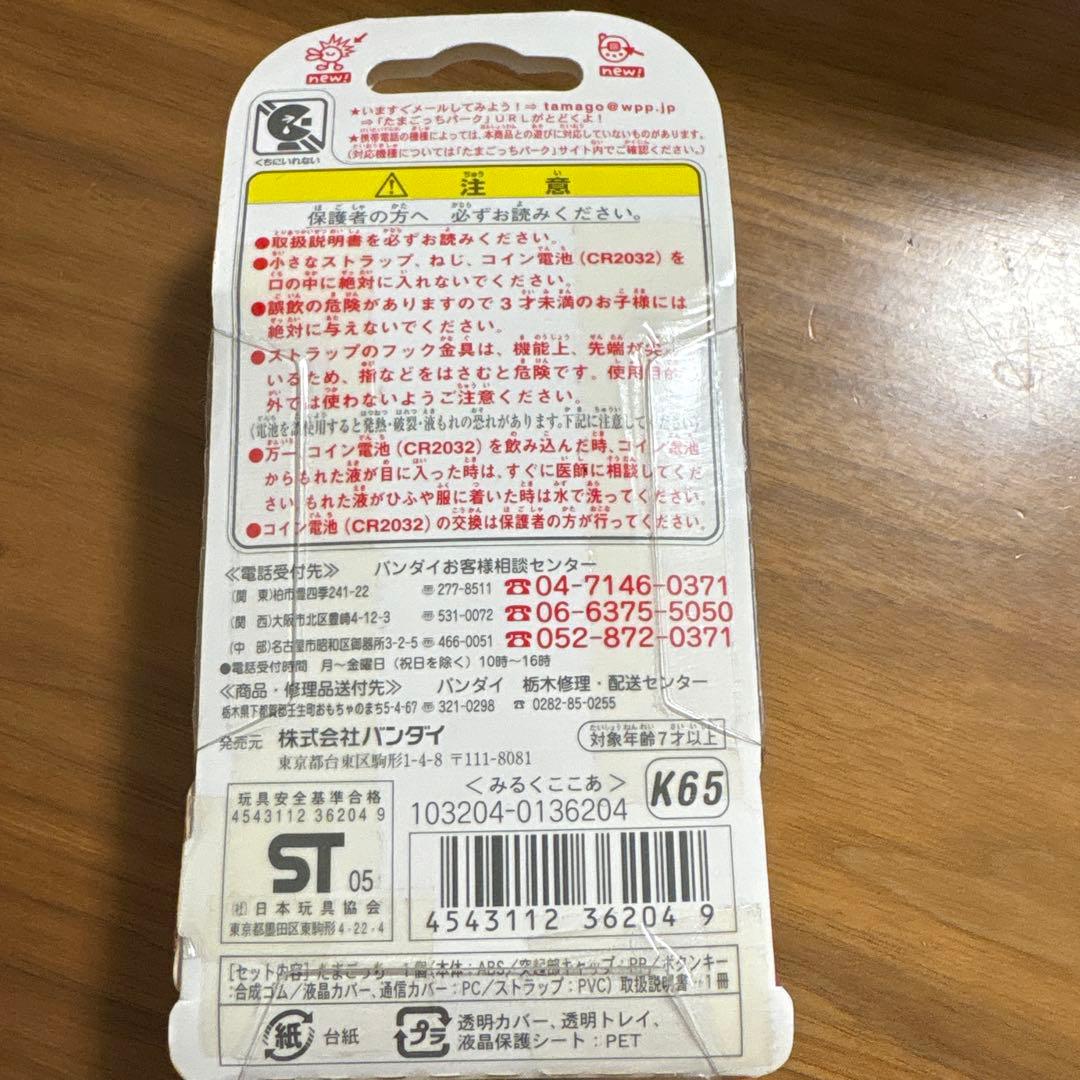 new!
new!
★いますぐメールしてみよう！⇒ tamago@wpp.jp
⇒「たまごっちパーク」URLがとどくよ！
★携帯電話の機種によっては、本商品との遊びに対応していないものがあります。
(対応機種については「たまごっちパーク」サイト内でご確認ください。)
くちにいれない
注意
保護者の方へ 必ずお読みください。
●取扱説明書を必ずお読みください。
●小さなストラップ、ねじ、コイン電池(CR2032)を
口の中に絶対に入れないでください。
●誤飲の危険がありますので3才未満のお子様には
絶対に与えないでください。
●ストラップのフック金具は、機能上、先端が
いるため、指などをはさむと危険です。使用目的
外では使わないようご注意ください。
(電池を誤使用すると発熱・破裂・液もれの恐れがあります。下記に注意してください)
●万一、コイン電池(CR2032)を飲み込んだ時、コイン電池
からもれた液が目に入った時は、すぐに医師に相談してくだ
さい。もれた液がひふや服に着いた時は水で洗ってください。
●コイン電池(CR2032)の交換は保護者の方が行ってください。
≪電話受付先≫ バンダイお客様相談センター
(関 東)柏市豊四季241-22 〒277-8511 ☎04-7146-0371
(関 西)大阪市北区豊崎4-12-3 〒531-0072 ☎06-6375-5050
(中 部)名古屋市昭和区御器所3-2-5 〒466-0051 ☎052-872-0371
●電話受付時間 月〜金曜日(祝日を除く)10時〜16時
≪商品・修理品送付先≫ バンダイ 栃木修理・配送センター
栃木県下都賀郡壬生町おもちゃのまち5-4-67 〒321-0298 ☎ 0282-85-0255
発売元 株式会社バンダイ
東京都台東区駒形1-4-8 〒111-8081
対象年齢7才以上
＜みるくここあ＞
103204-0136204
K65
玩具安全基準合格
4543112 36204 9
ST 05
(社)日本玩具協会
東京都墨田区東駒形4-22-4
4543112 36204 9
[セット内容]たまごっち…1個(本体：ABS／突起部キャップ：PP／ボタンキー
：合成ゴム／液晶カバー、通信カバー：PC／ストラップ：PVC) 取扱説明書…1冊
紙 台紙
プラ 透明カバー、透明トレイ、
液晶保護シート：PET